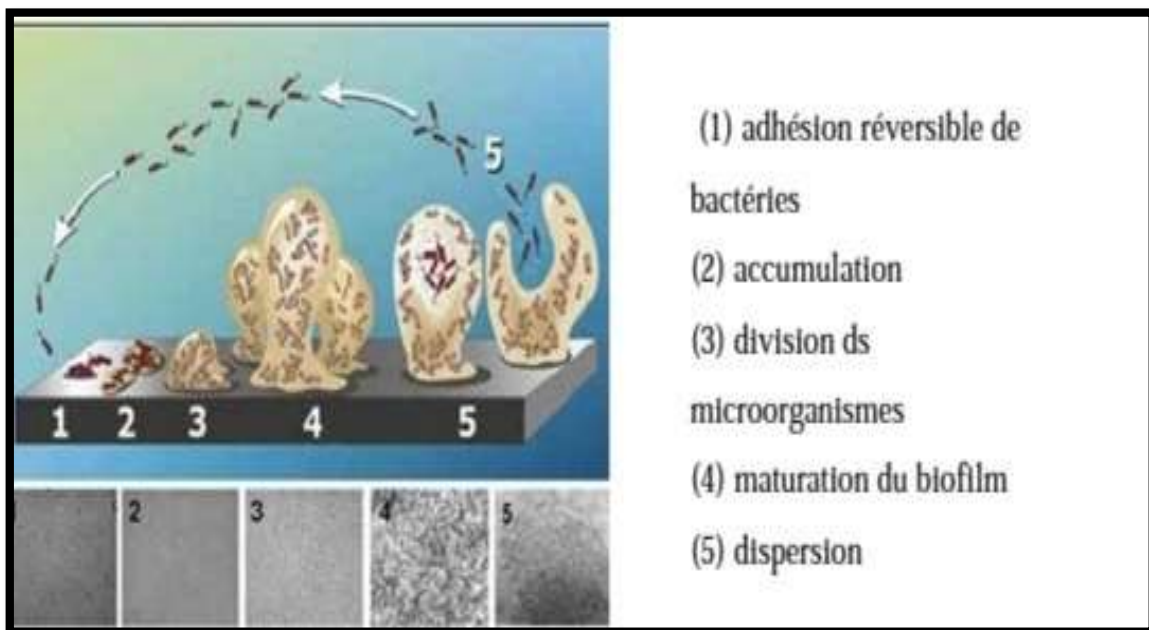 5
1 2 3 4 5
2 3 4 5
(1) adhésion réversible de
bactéries
(2) accumulation
(3) division ds
microorganismes
(4) maturation du biofilm
(5) dispersion